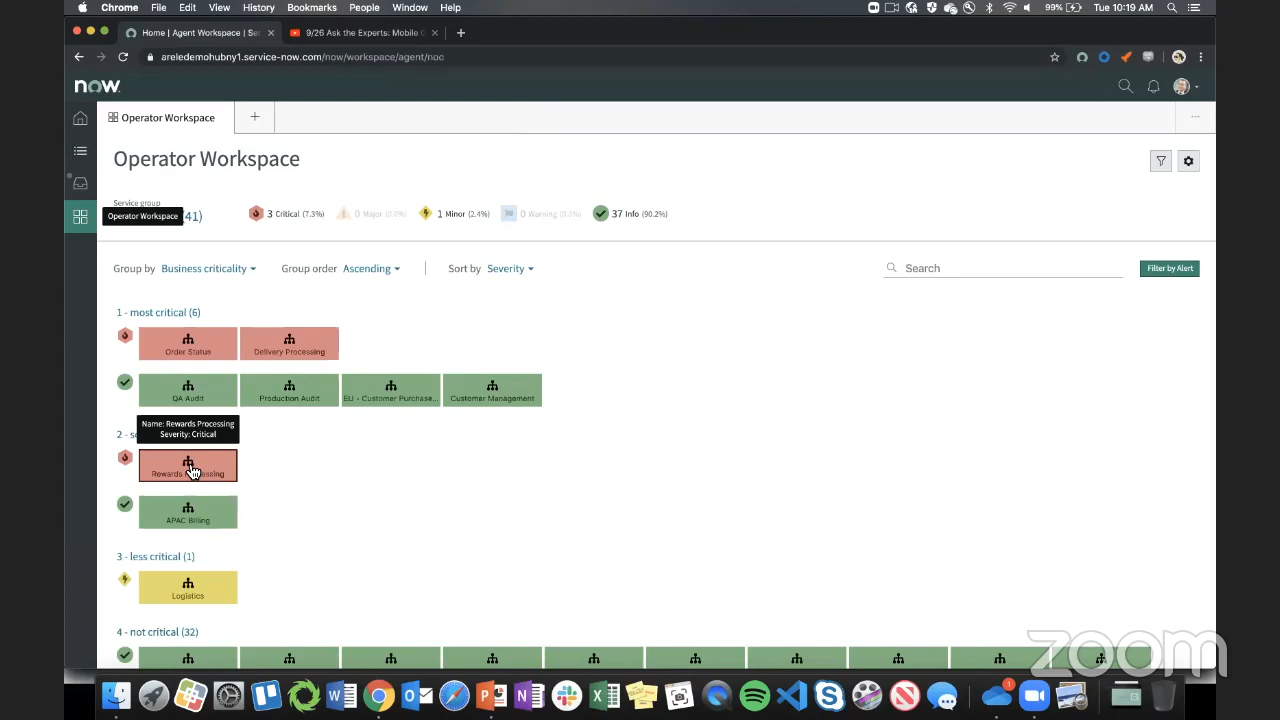 Chrome File Edit View History Bookmarks People Window Help
99% Tue 10:19 AM
Home | Agent Workspace | Ser
9/26 Ask the Experts: Mobile
areledemohubny1.service-now.com/now/workspace/agent/noc
now
Operator Workspace
Operator Workspace
Service group
Operator Workspace
(41)
3 Critical (7.3%)
0 Major (0.0%)
1 Minor (2.4%)
0 Warning (0.0%)
37 Info (90.2%)
Group by Business criticality
Group order Ascending
Sort by Severity
Search
Filter by Alert
1 - most critical (6)
Order Status
Delivery Processing
QA Audit
Production Audit
EU - Customer Purchase...
Customer Management
Name: Rewards Processing
Severity: Critical
2 - s
Rewards
APAC Billing
3 - less critical (1)
Logistics
4 - not critical (32)
zoom